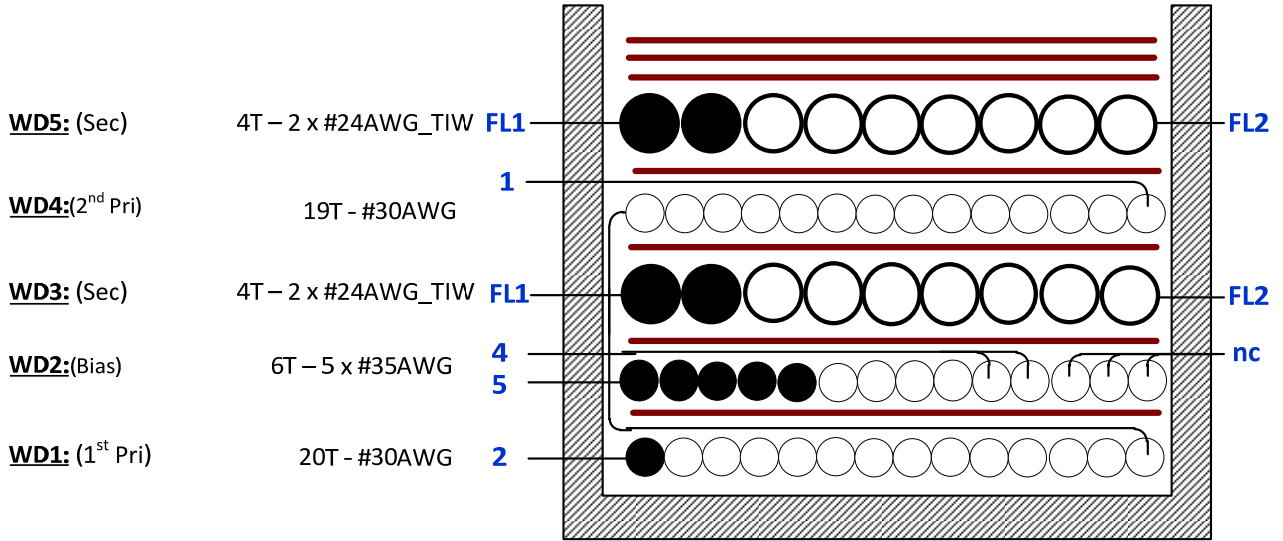 WD5: (Sec) 4T – 2 x #24AWG_TIW FL1 FL2
1
WD4:(2nd Pri) 19T - #30AWG
WD3: (Sec) 4T – 2 x #24AWG_TIW FL1 FL2
4 nc
WD2:(Bias) 6T – 5 x #35AWG
5
WD1: (1st Pri) 20T - #30AWG 2